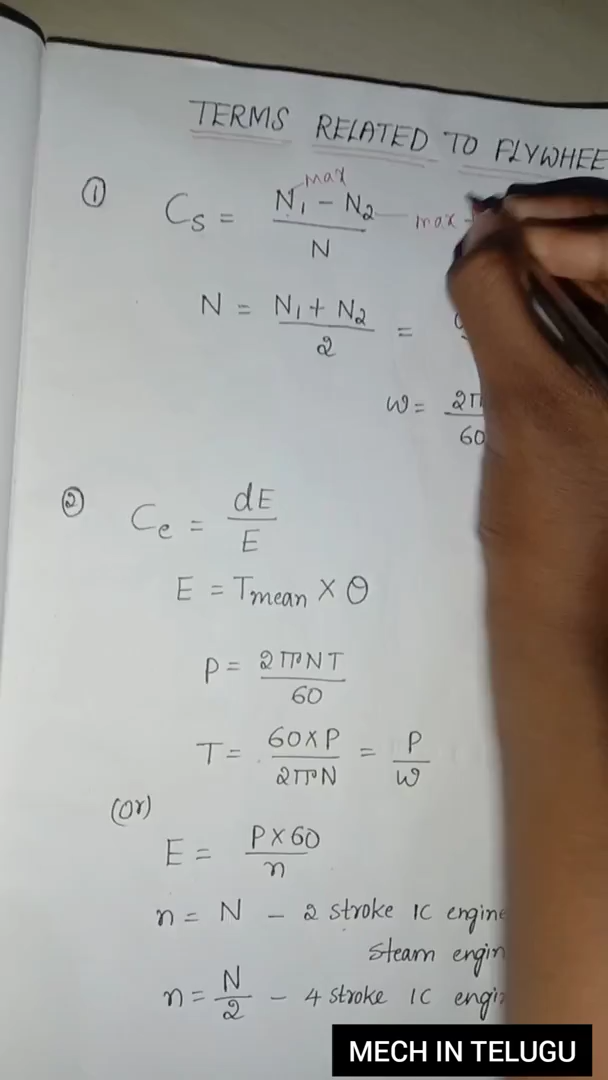 TERMS RELATED TO FLYWHEE
① Cs = (N1 - N2) / N
max
max
N = (N1 + N2) / 2 =
ω = 2π / 60
② Ce = dE / E
E = Tmean × θ
P = 2πNT / 60
T = 60×P / 2πN = P / ω
(or)
E = P×60 / n
n = N - 2 stroke IC engine
steam engin
n = N/2 - 4 stroke IC engi
MECH IN TELUGU